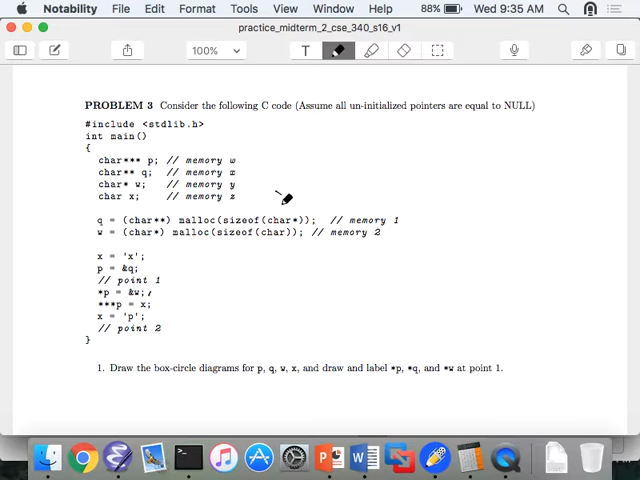 Notability File Edit Format Tools View Window Help 88% Wed 9:35 AM
practice_midterm_2_cse_340_s16_v1
100% T
PROBLEM 3 Consider the following C code (Assume all un-initialized pointers are equal to NULL)
#include <stdlib.h>
int main()
{
char*** p; // memory w
char** q; // memory x
char* w; // memory y
char x; // memory z
q = (char**) malloc(sizeof(char*)); // memory 1
w = (char*) malloc(sizeof(char)); // memory 2
x = 'x';
p = &q;
// point 1
*p = &w;
***p = x;
x = 'p';
// point 2
}
1. Draw the box-circle diagrams for p, q, w, x, and draw and label *p, *q, and *w at point 1.